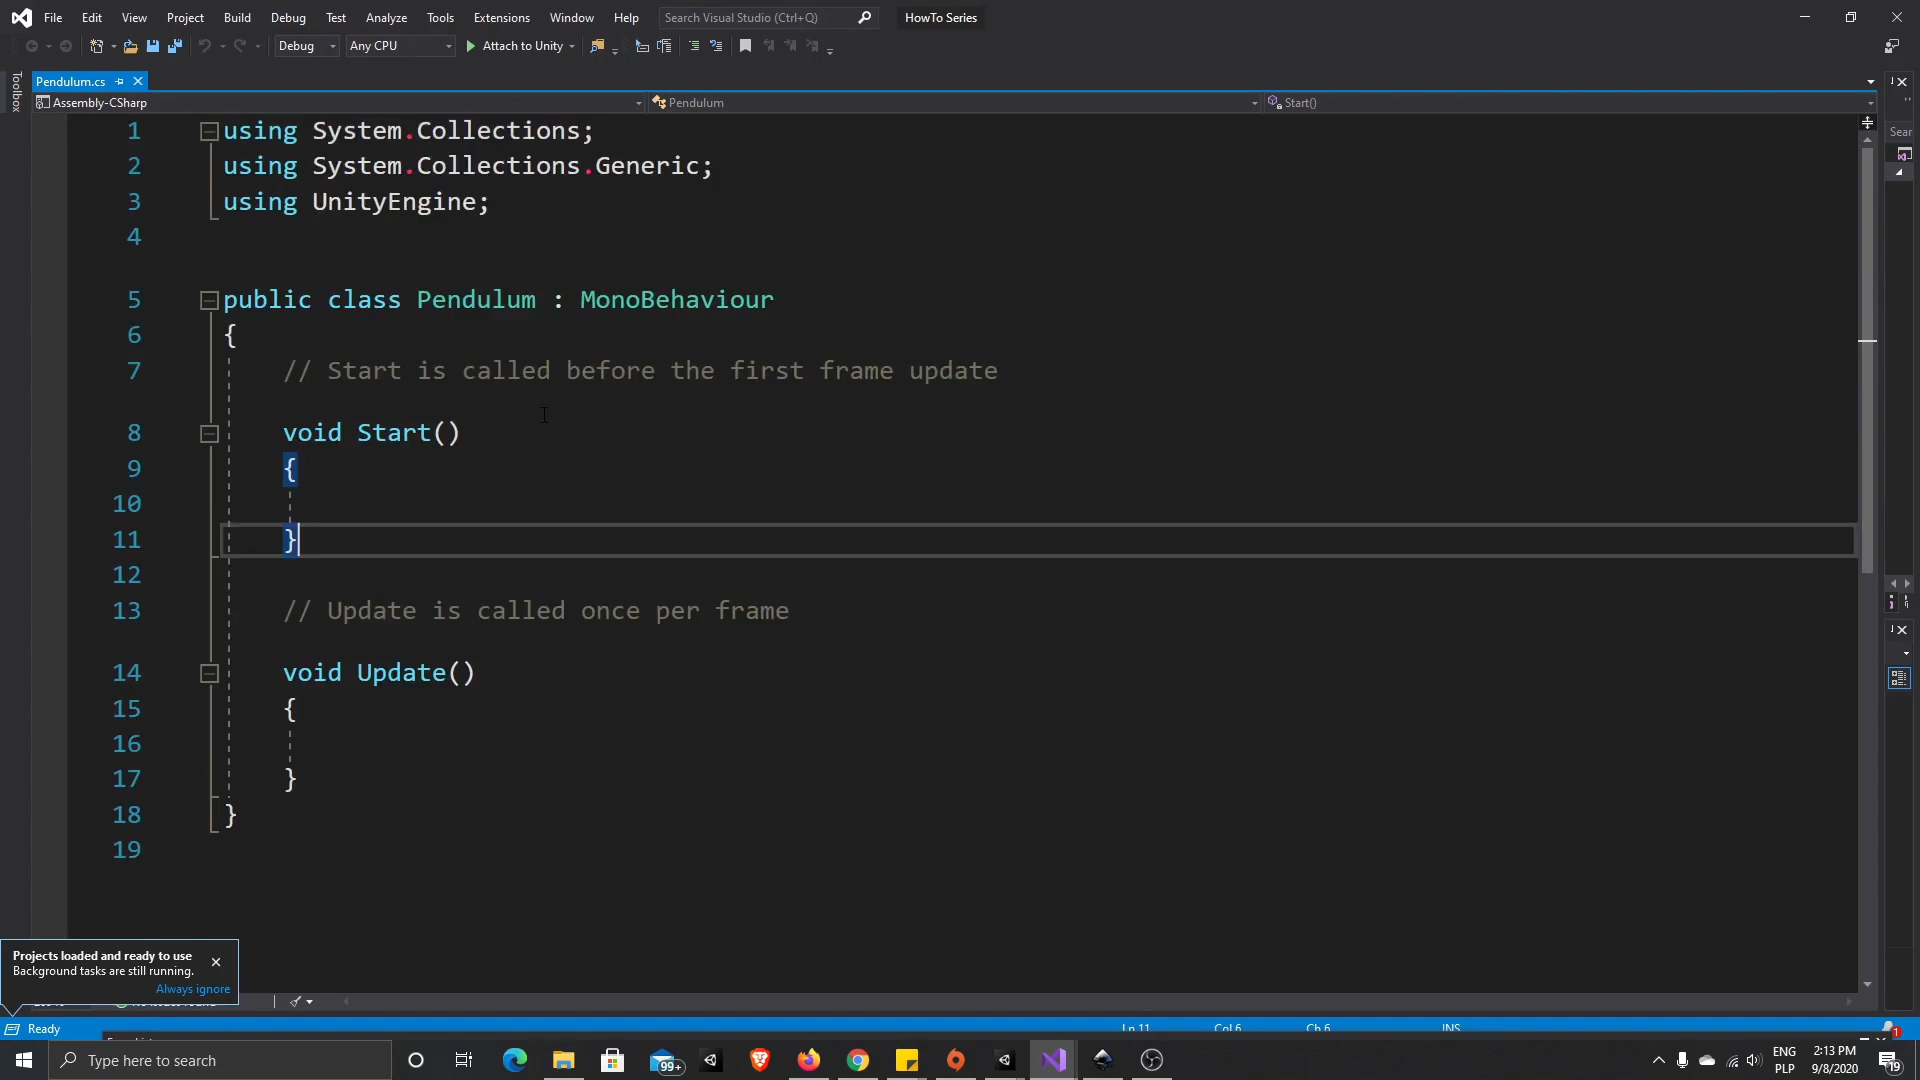 File Edit View Project Build Debug Test Analyze Tools Extensions Window Help Search Visual Studio (Ctrl+Q) HowTo Series
Debug Any CPU Attach to Unity
Toolbox
Pendulum.cs
Assembly-CSharp Pendulum Start()
Sear
1 using System.Collections;
2 using System.Collections.Generic;
3 using UnityEngine;
4
5 public class Pendulum : MonoBehaviour
6 {
7 // Start is called before the first frame update
8 void Start()
9 {
10
11 }
12
13 // Update is called once per frame
14 void Update()
15 {
16
17 }
18 }
19
Projects loaded and ready to use
Background tasks are still running.
Always ignore
Ready Ln 11 Col 6 Ch 6 INS
1
Type here to search 99+ ENG 2:13 PM
PLP 9/8/2020 19